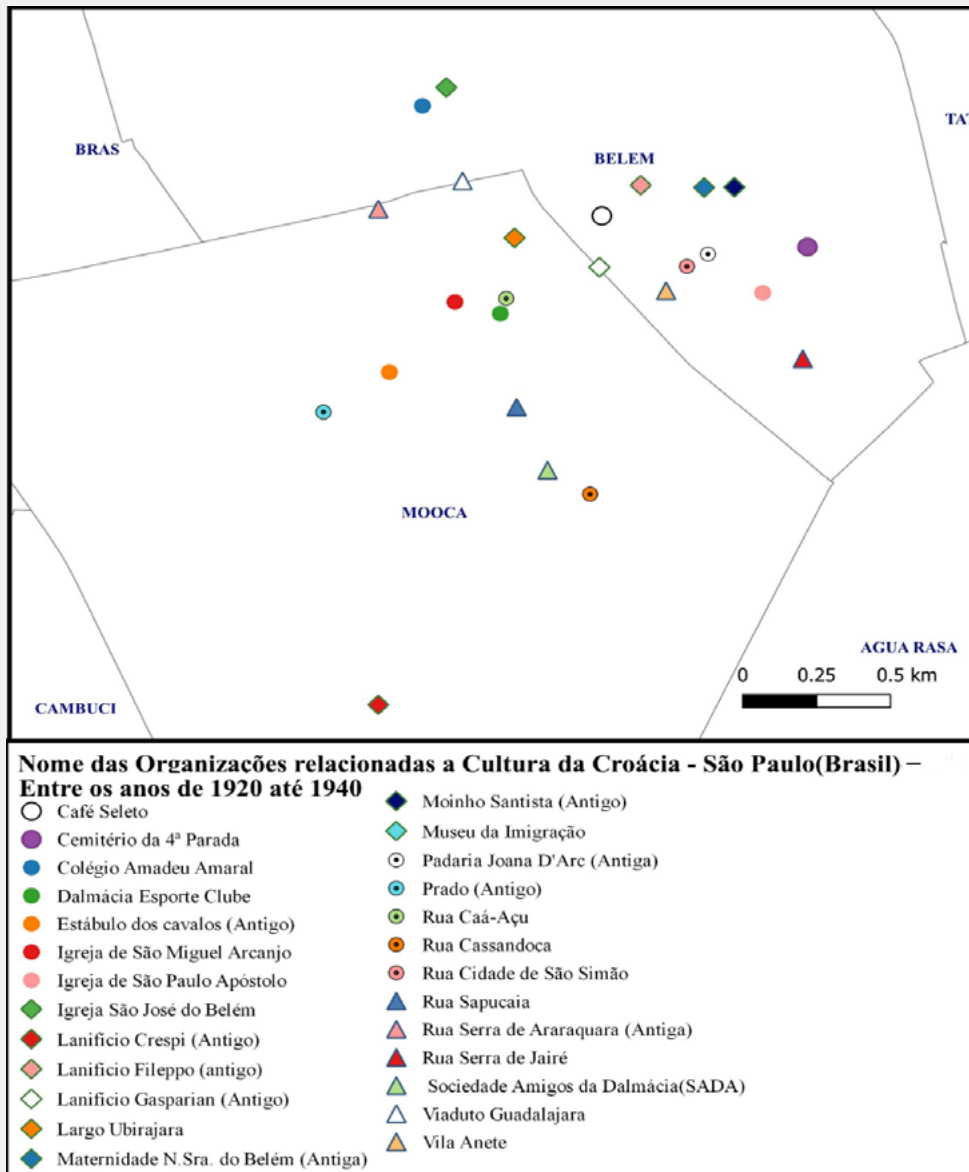 BRAS
BELEM
TAT
MOOCA
AGUA RASA
0 0.25 0.5 km
CAMBUCI
Nome das Organizações relacionadas a Cultura da Croácia - São Paulo(Brasil) –
Entre os anos de 1920 até 1940
Café Seleto
Cemitério da 4ª Parada
Colégio Amadeu Amaral
Dalmácia Esporte Clube
Estábulo dos cavalos (Antigo)
Igreja de São Miguel Arcanjo
Igreja de São Paulo Apóstolo
Igreja São José do Belém
Lanifício Crespi (Antigo)
Lanifício Fileppo (antigo)
Lanifício Gasparian (Antigo)
Largo Ubirajara
Maternidade N.Sra. do Belém (Antiga)
Moinho Santista (Antigo)
Museu da Imigração
Padaria Joana D'Arc (Antiga)
Prado (Antigo)
Rua Caá-Açu
Rua Cassandoca
Rua Cidade de São Simão
Rua Sapucaia
Rua Serra de Araraquara (Antiga)
Rua Serra de Jairé
Sociedade Amigos da Dalmácia(SADA)
Viaduto Guadalajara
Vila Anete